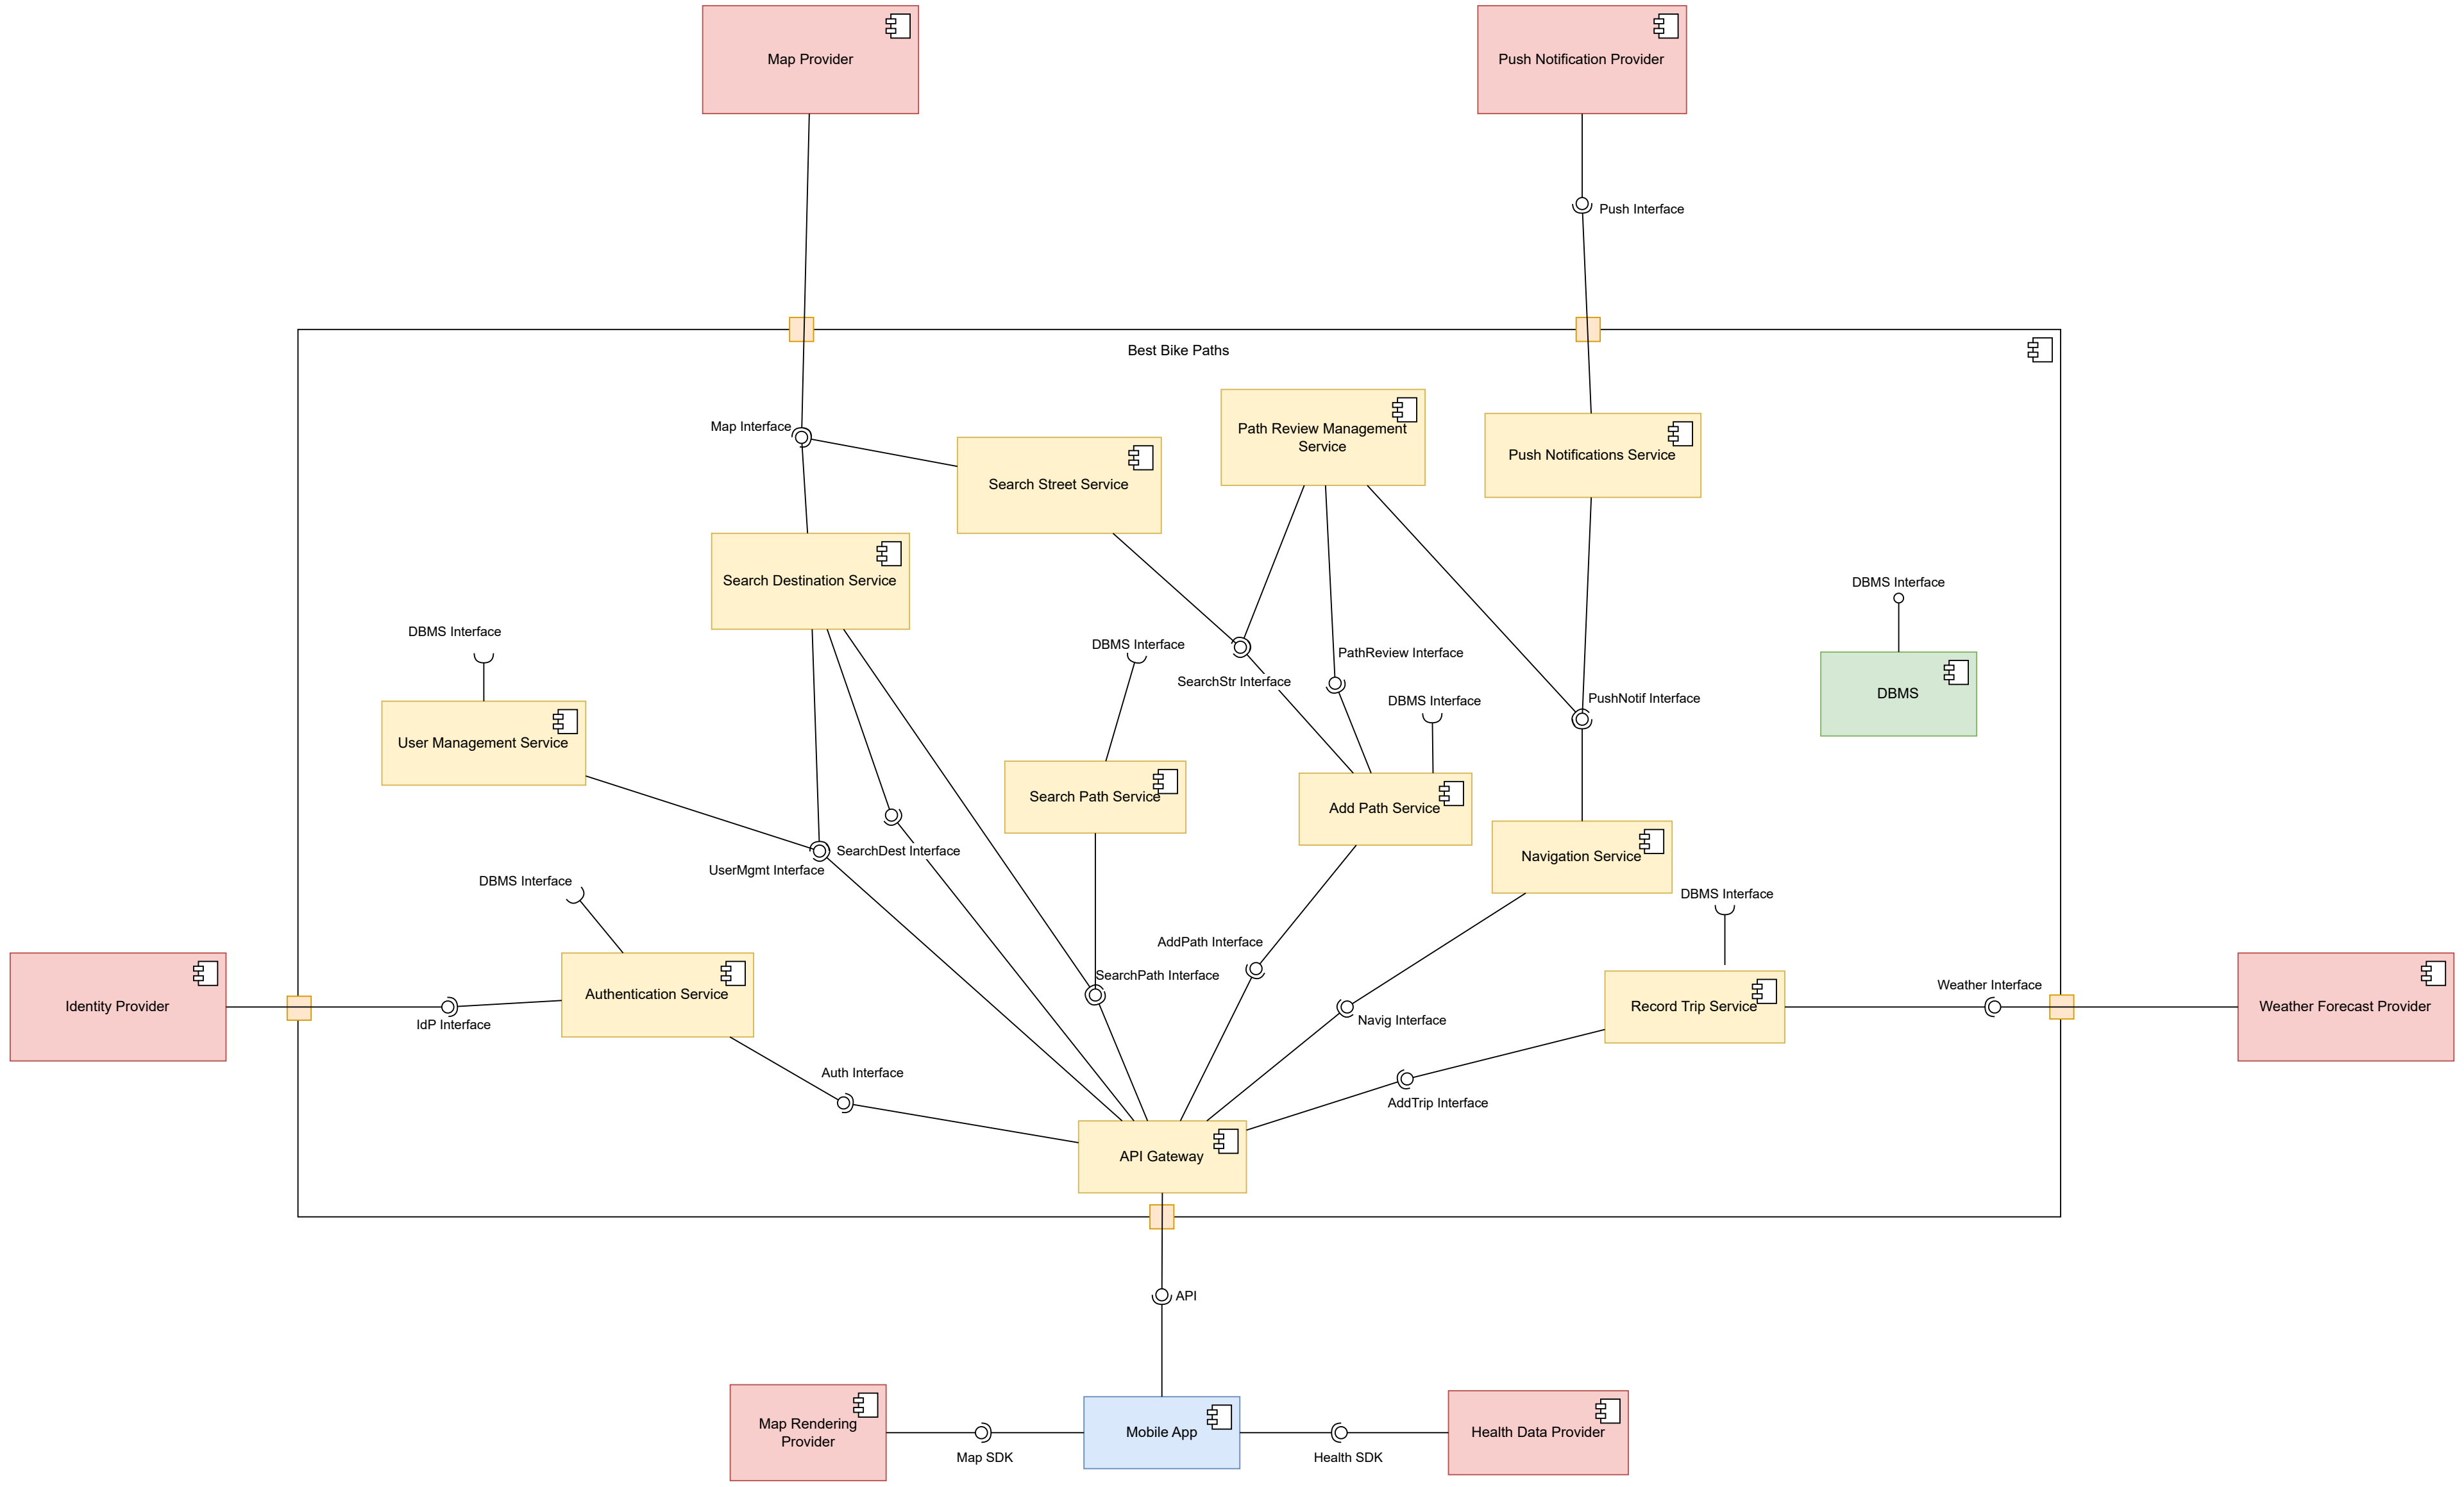 Map Provider
Push Notification Provider
Push Interface
Best Bike Paths
Map Interface
Path Review Management
Service
Push Notifications Service
Search Street Service
Search Destination Service
DBMS Interface
DBMS Interface
DBMS Interface
PathReview Interface
SearchStr Interface
DBMS
DBMS Interface
PushNotif Interface
User Management Service
Search Path Service
Add Path Service
SearchDest Interface
Navigation Service
UserMgmt Interface
DBMS Interface
DBMS Interface
AddPath Interface
SearchPath Interface
Weather Interface
Authentication Service
Identity Provider
Record Trip Service
Weather Forecast Provider
IdP Interface
Navig Interface
Auth Interface
AddTrip Interface
API Gateway
API
Map Rendering
Provider
Mobile App
Health Data Provider
Map SDK
Health SDK